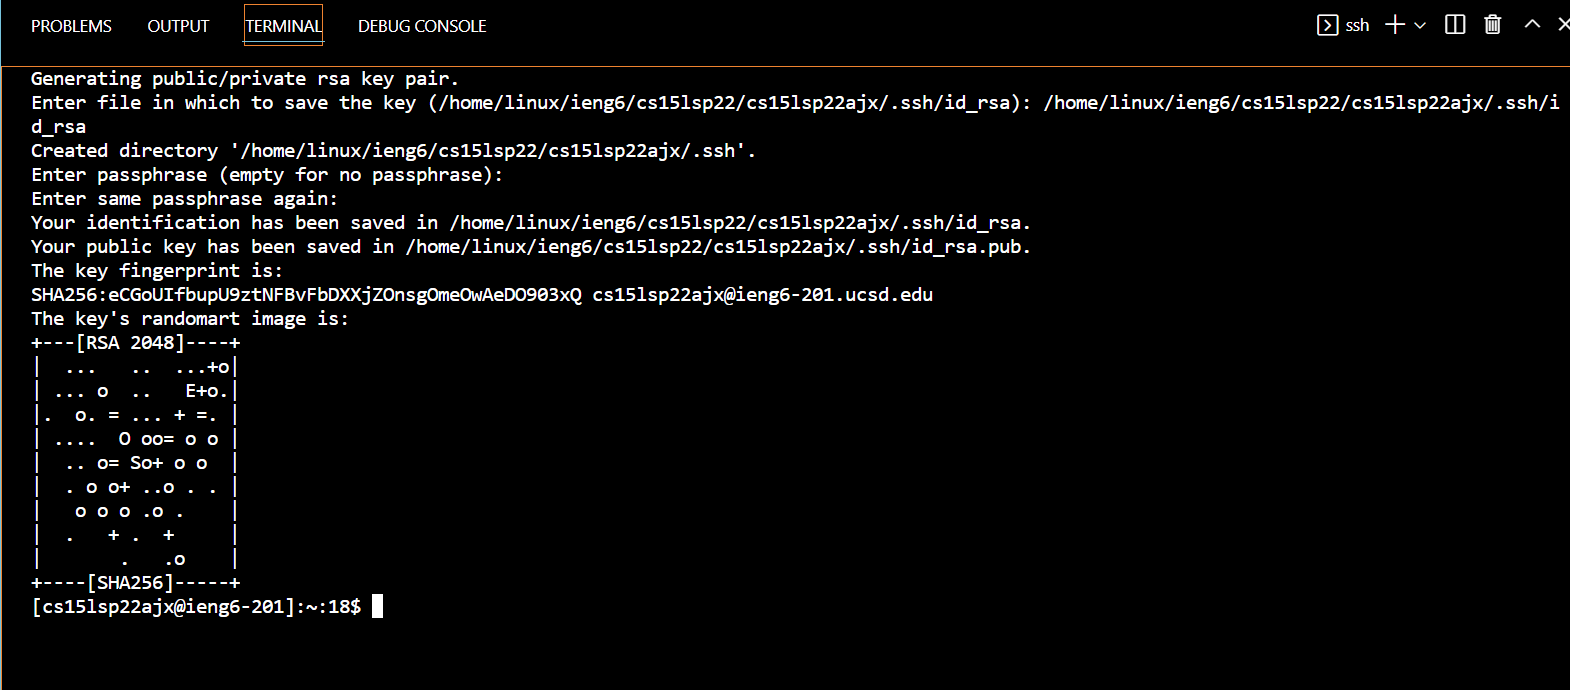 PROBLEMS OUTPUT TERMINAL DEBUG CONSOLE ssh
Generating public/private rsa key pair.
Enter file in which to save the key (/home/linux/ieng6/cs15lsp22/cs15lsp22ajx/.ssh/id_rsa): /home/linux/ieng6/cs15lsp22/cs15lsp22ajx/.ssh/i
d_rsa
Created directory '/home/linux/ieng6/cs15lsp22/cs15lsp22ajx/.ssh'.
Enter passphrase (empty for no passphrase):
Enter same passphrase again:
Your identification has been saved in /home/linux/ieng6/cs15lsp22/cs15lsp22ajx/.ssh/id_rsa.
Your public key has been saved in /home/linux/ieng6/cs15lsp22/cs15lsp22ajx/.ssh/id_rsa.pub.
The key fingerprint is:
SHA256:eCGoUIfbupU9ztNFBvFbDXXjZOnsgOmeOwAeDO903xQ cs15lsp22ajx@ieng6-201.ucsd.edu
The key's randomart image is:
+---[RSA 2048]----+
|  ...   ..  ...+o|
| ... o  ..   E+o.|
|.  o. = ... + =. |
| ....  O oo= o o |
|  .. o= So+ o o  |
|  . o o+ ..o . . |
|   o o o .o .    |
|  .   + .  +     |
|       .   .o    |
+----[SHA256]-----+
[cs15lsp22ajx@ieng6-201]:~:18$